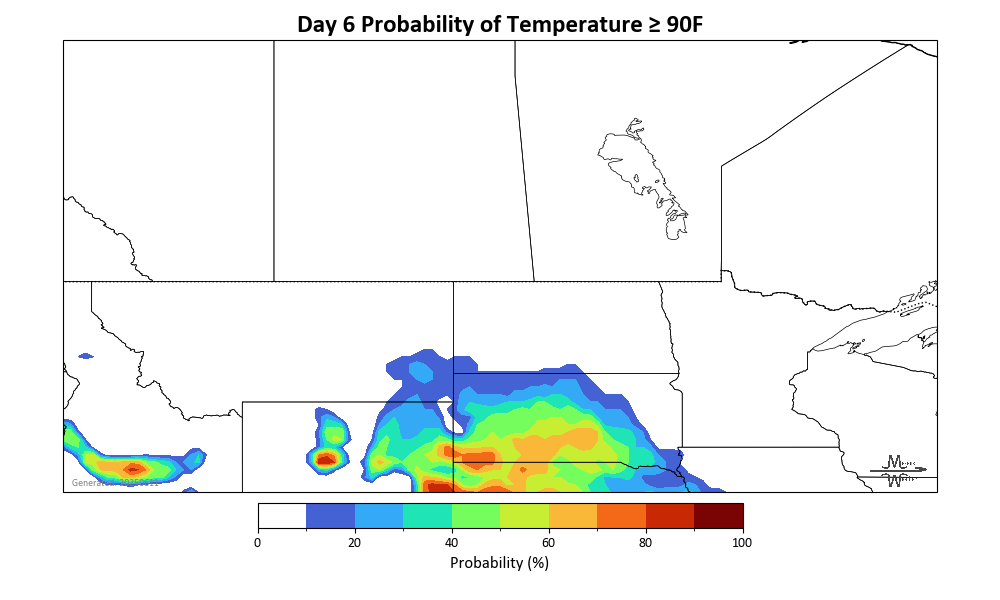 Day 6 Probability of Temperature ≥ 90F
M
W
0 20 40 60 80 100
Probability (%)